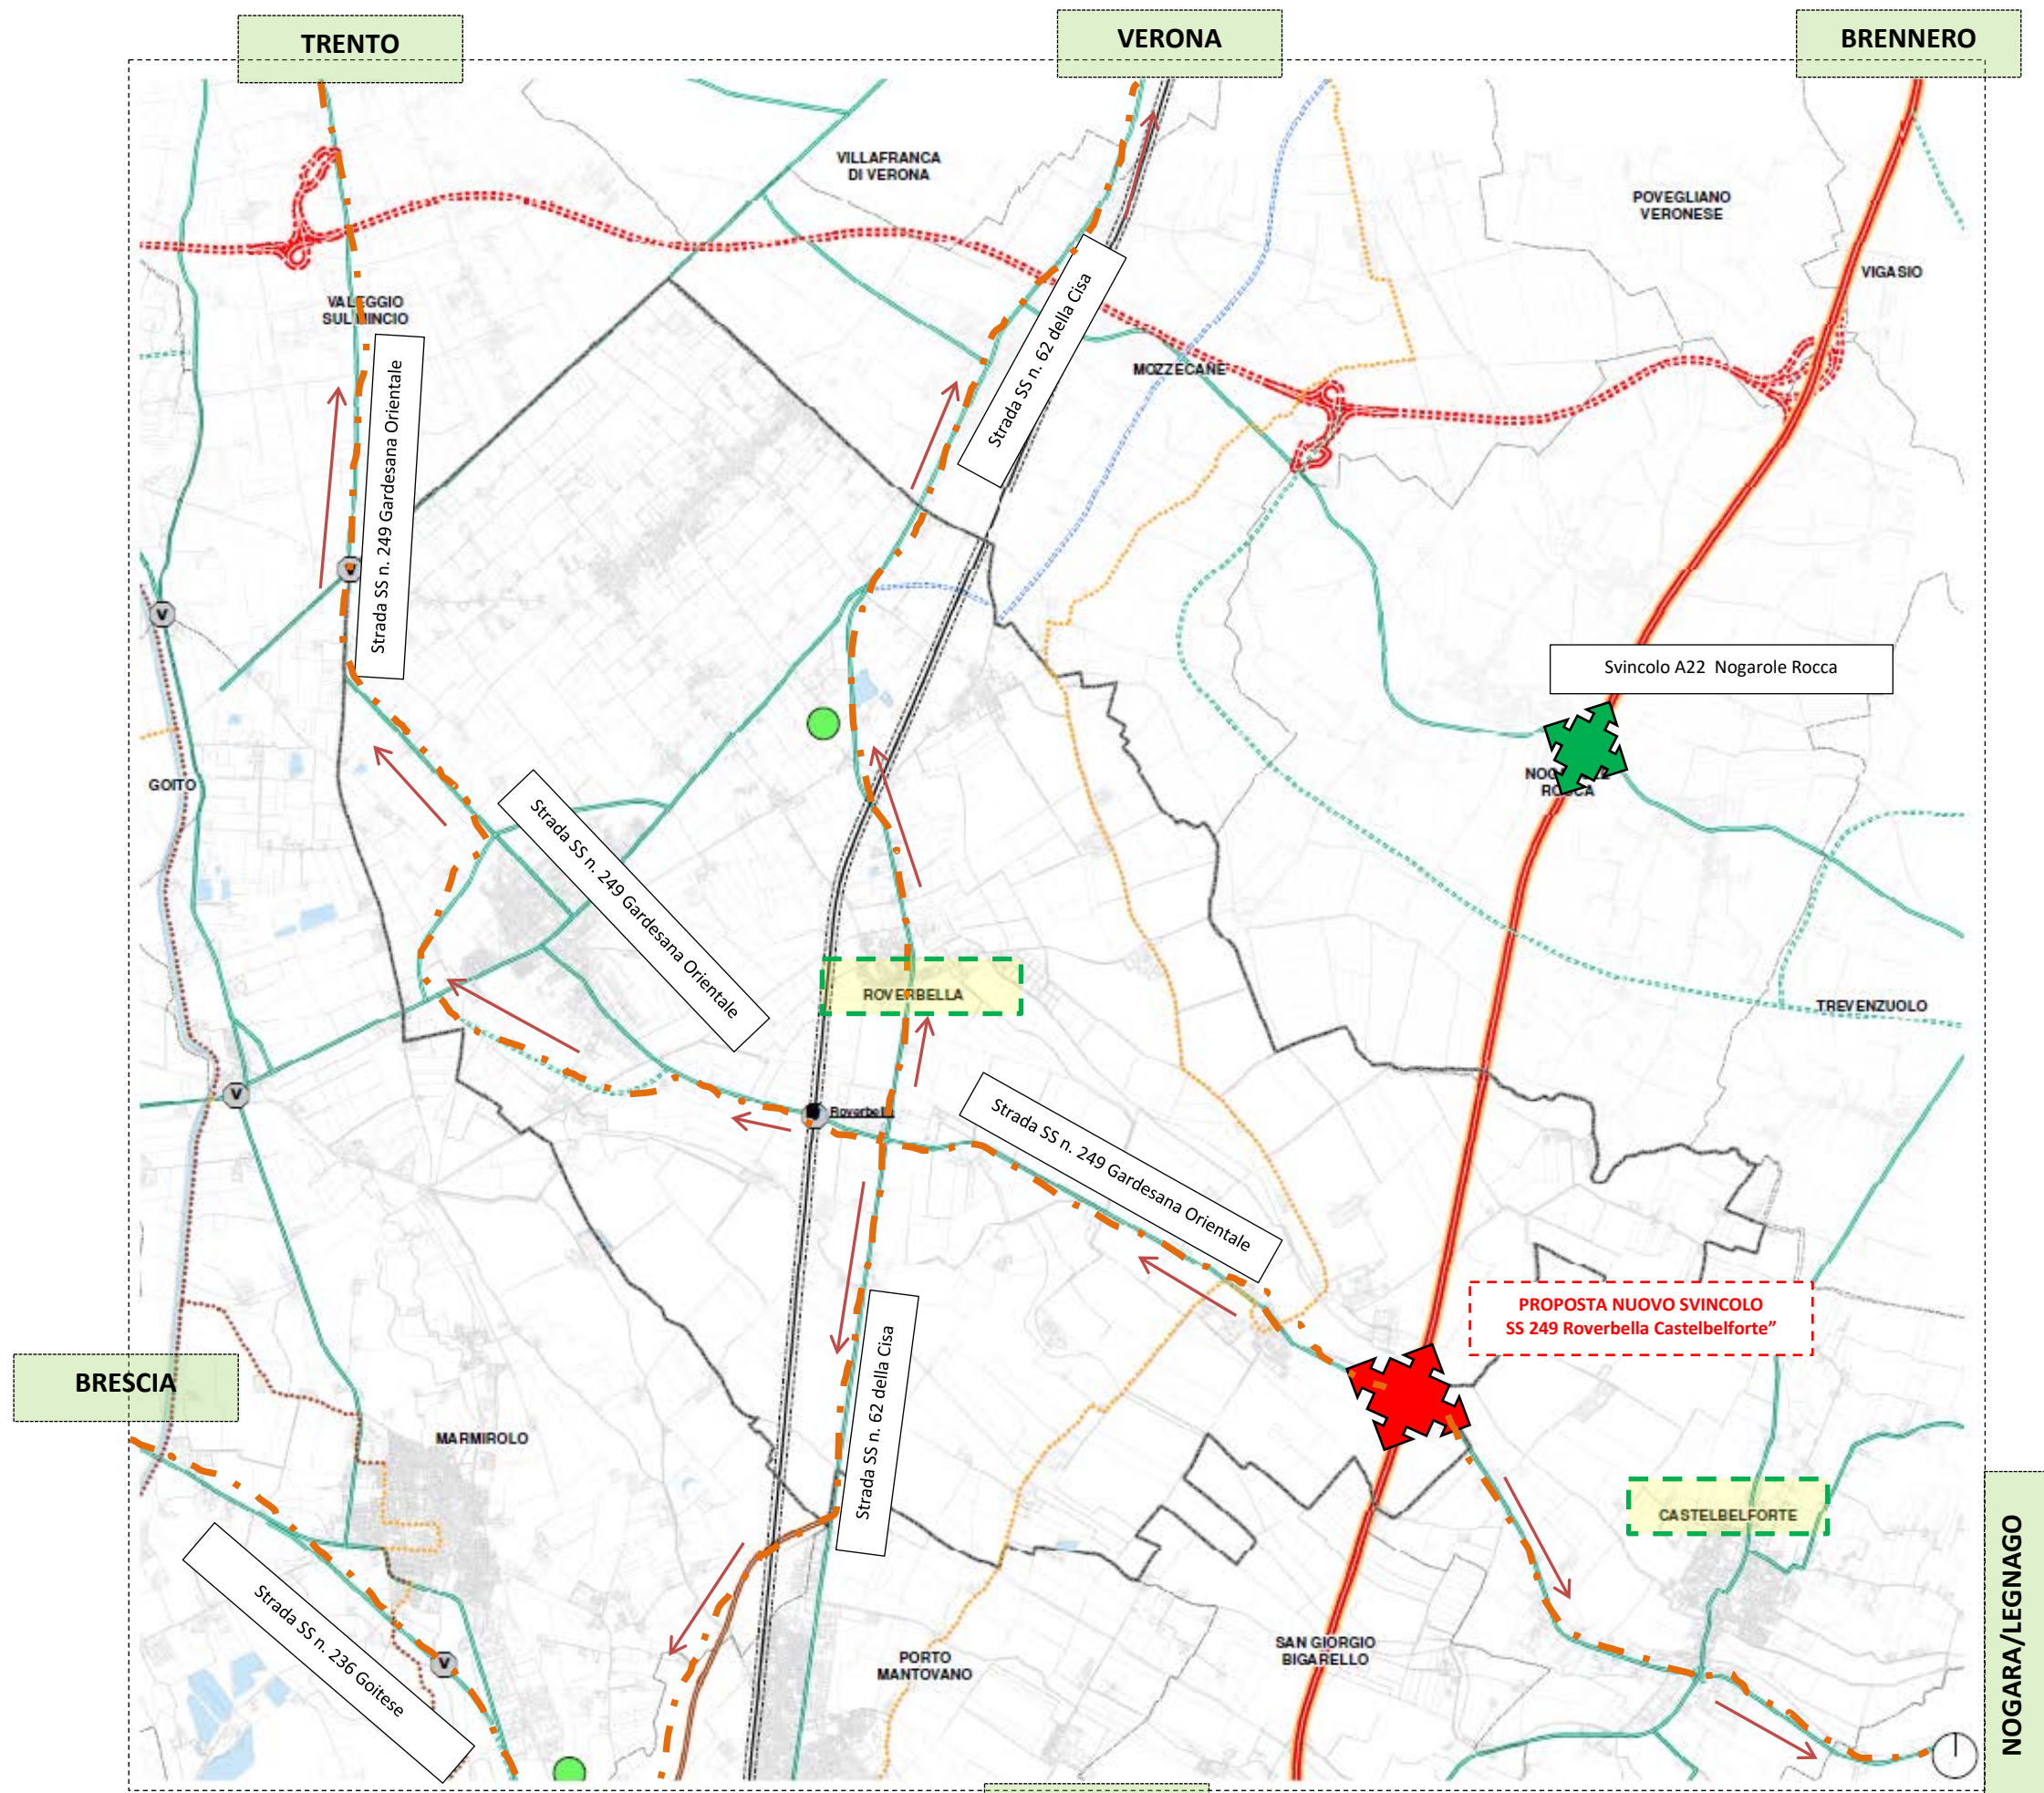 TRENTO
VERONA
BRENNERO
VILLAFRANCA
DI VERONA
POVEGLIANO
VERONESE
VIGASIO
VALEGGIO
SUL MINCIO
Strada SS n. 62 della Cisa
MOZZECANE
Strada SS n. 249 Gardesana Orientale
V
Svincolo A22 Nogarole Rocca
GOITO
NOGAROLE
ROCCA
Strada SS n. 249 Gardesana Orientale
ROVERBELLA
TREVENZUOLO
V
Roverbella
Strada SS n. 249 Gardesana Orientale
PROPOSTA NUOVO SVINCOLO
SS 249 Roverbella Castelbelforte”
Strada SS n. 62 della Cisa
BRESCIA
MARMIROLO
CASTELBELFORTE
NOGARA/LEGNAGO
Strada SS n. 236 Goitese
V
PORTO
MANTOVANO
SAN GIORGIO
BIGARELLO